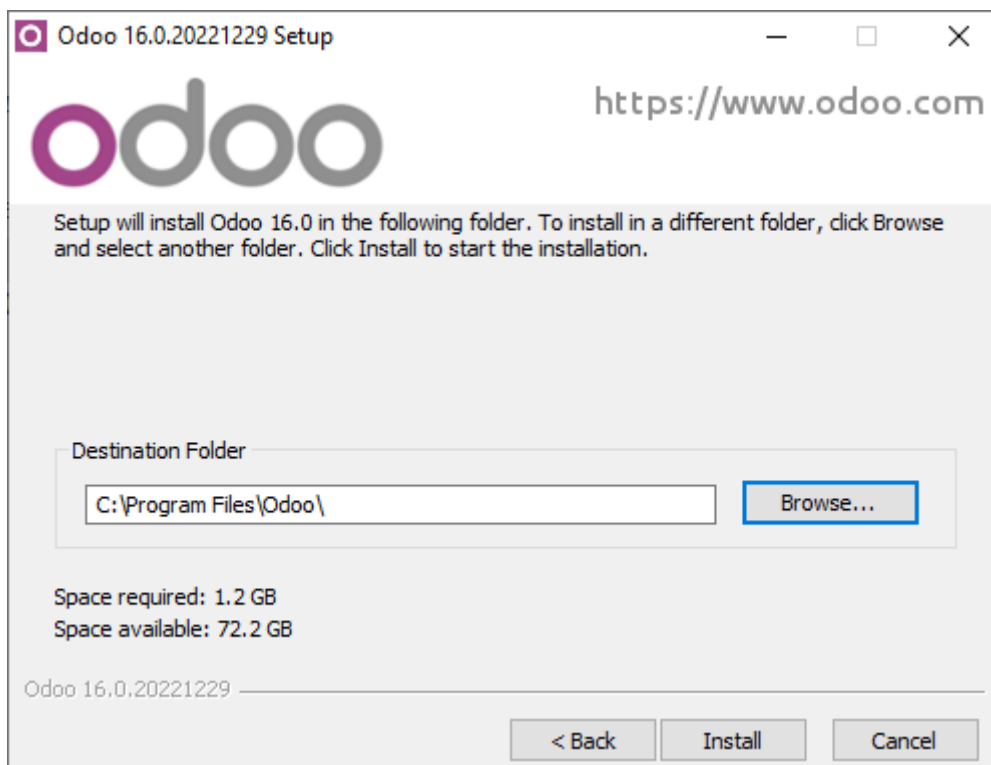 Odoo 16.0.20221229 Setup
odoo
https://www.odoo.com
Setup will install Odoo 16.0 in the following folder. To install in a different folder, click Browse
and select another folder. Click Install to start the installation.
Destination Folder
C:\Program Files\Odoo\
Browse...
Space required: 1.2 GB
Space available: 72.2 GB
Odoo 16.0.20221229
< Back
Install
Cancel